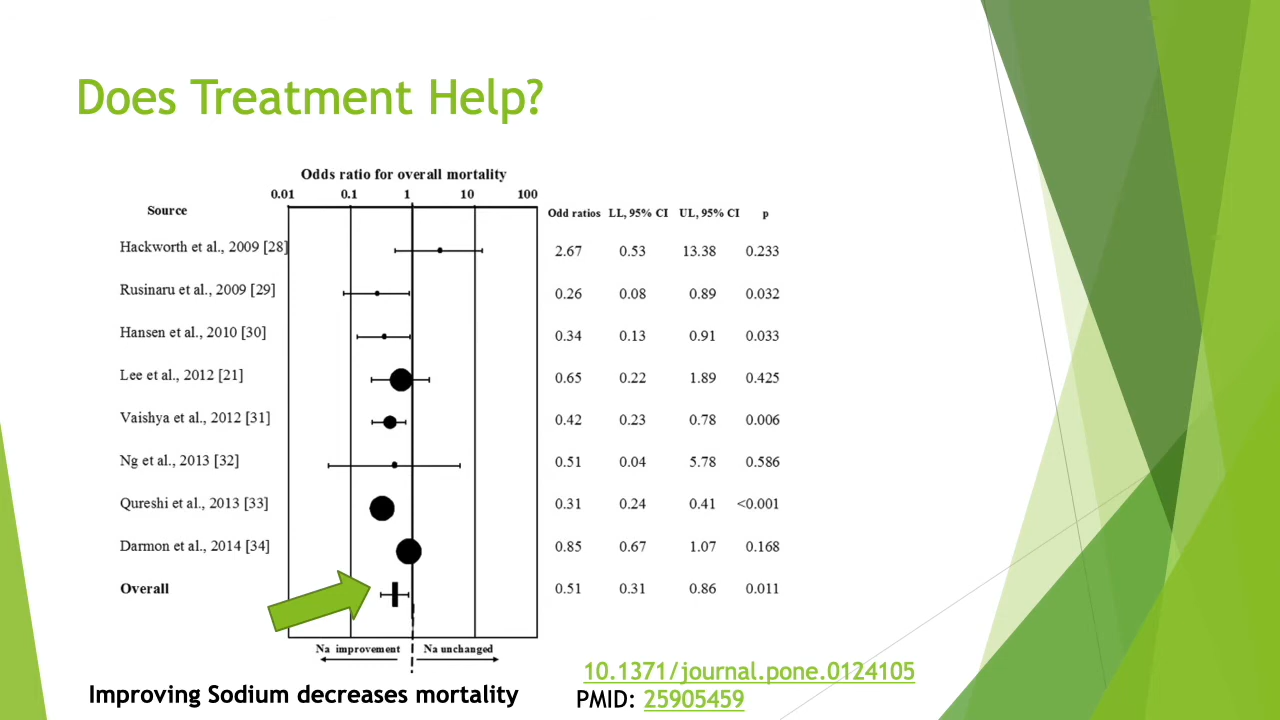 Does Treatment Help?
Odds ratio for overall mortality
0.01 0.1 1 10 100
Source Odd ratios LL, 95% CI UL, 95% CI p
Hackworth et al., 2009 [28] 2.67 0.53 13.38 0.233
Rusinaru et al., 2009 [29] 0.26 0.08 0.89 0.032
Hansen et al., 2010 [30] 0.34 0.13 0.91 0.033
Lee et al., 2012 [21] 0.65 0.22 1.89 0.425
Vaishya et al., 2012 [31] 0.42 0.23 0.78 0.006
Ng et al., 2013 [32] 0.51 0.04 5.78 0.586
Qureshi et al., 2013 [33] 0.31 0.24 0.41 <0.001
Darmon et al., 2014 [34] 0.85 0.67 1.07 0.168
Overall 0.51 0.31 0.86 0.011
Na improvement Na unchanged
10.1371/journal.pone.0124105
Improving Sodium decreases mortality
PMID: 25905459